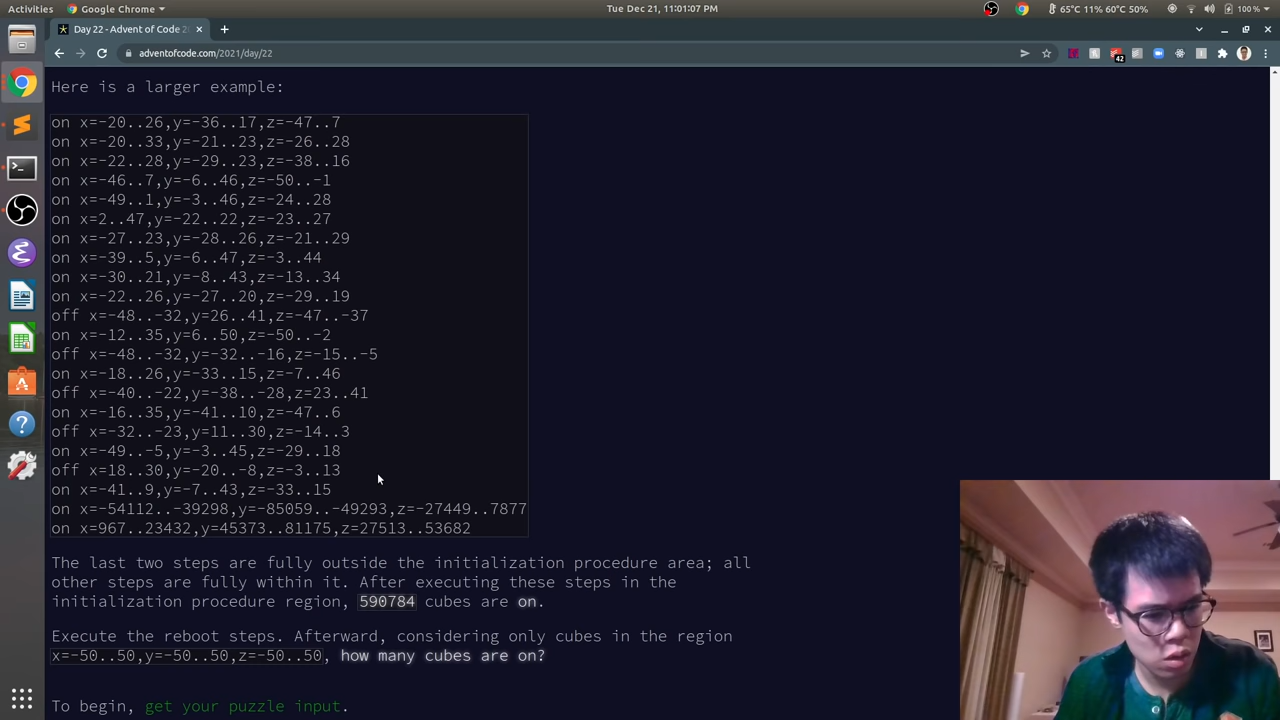 Activities Google Chrome Tue Dec 21, 11:01:07 PM 65°C 11% 60°C 50% 100 %
Day 22 - Advent of Code 2
adventofcode.com/2021/day/22 42
Here is a larger example:
on x=-20..26,y=-36..17,z=-47..7
on x=-20..33,y=-21..23,z=-26..28
on x=-22..28,y=-29..23,z=-38..16
on x=-46..7,y=-6..46,z=-50..-1
on x=-49..1,y=-3..46,z=-24..28
on x=2..47,y=-22..22,z=-23..27
on x=-27..23,y=-28..26,z=-21..29
on x=-39..5,y=-6..47,z=-3..44
on x=-30..21,y=-8..43,z=-13..34
on x=-22..26,y=-27..20,z=-29..19
off x=-48..-32,y=26..41,z=-47..-37
on x=-12..35,y=6..50,z=-50..-2
off x=-48..-32,y=-32..-16,z=-15..-5
on x=-18..26,y=-33..15,z=-7..46
off x=-40..-22,y=-38..-28,z=23..41
on x=-16..35,y=-41..10,z=-47..6
off x=-32..-23,y=11..30,z=-14..3
on x=-49..-5,y=-3..45,z=-29..18
off x=18..30,y=-20..-8,z=-3..13
on x=-41..9,y=-7..43,z=-33..15
on x=-54112..-39298,y=-85059..-49293,z=-27449..7877
on x=967..23432,y=45373..81175,z=27513..53682
The last two steps are fully outside the initialization procedure area; all
other steps are fully within it. After executing these steps in the
initialization procedure region, 590784 cubes are on.
Execute the reboot steps. Afterward, considering only cubes in the region
x=-50..50,y=-50..50,z=-50..50, how many cubes are on?
To begin, get your puzzle input.